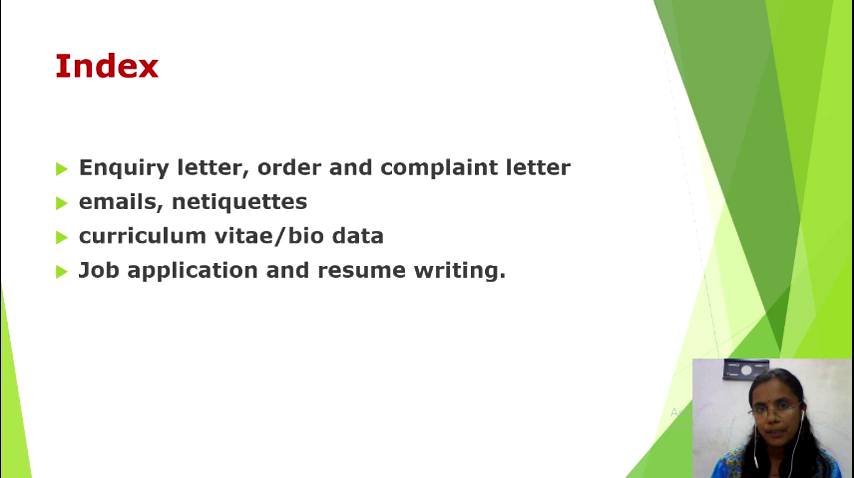 Index
Enquiry letter, order and complaint letter
emails, netiquettes
curriculum vitae/bio data
Job application and resume writing.